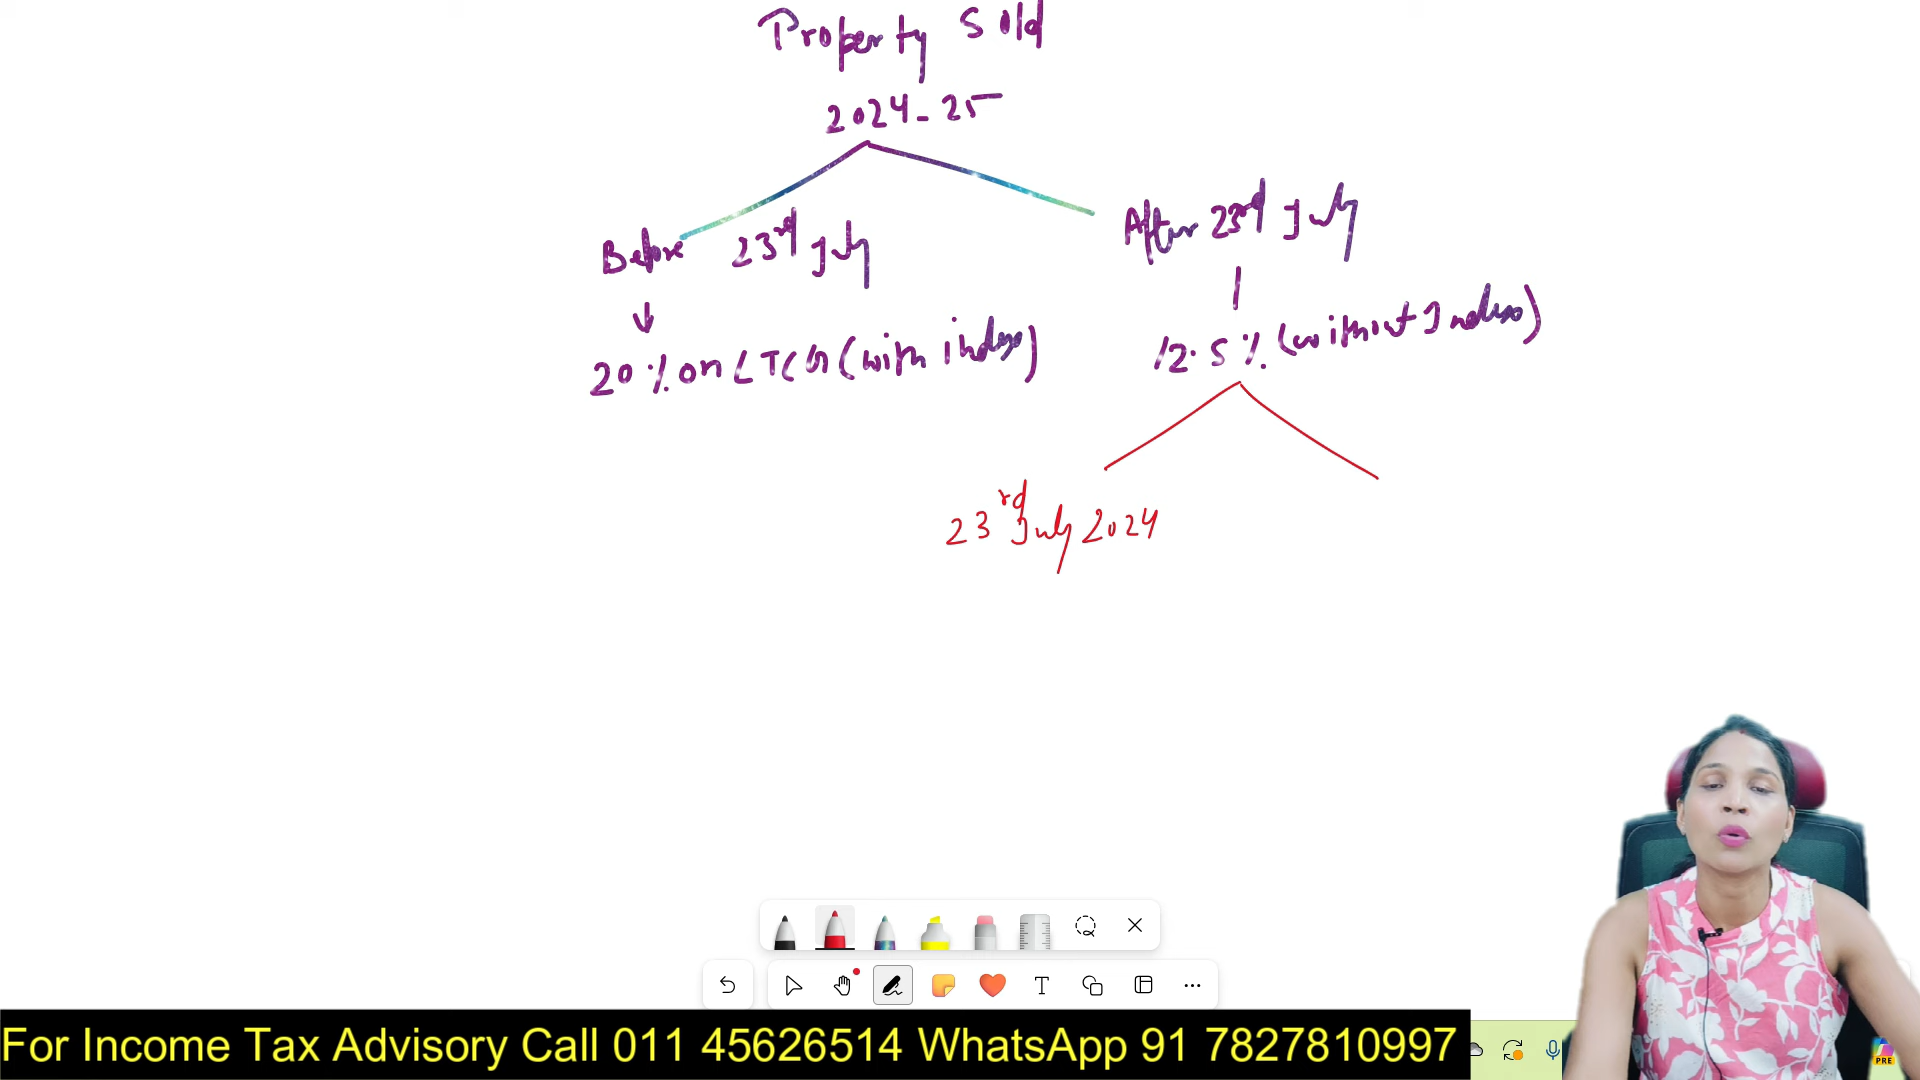 Property Sold
2024-25
Before 23rd July
After 23rd July
20% on LTCG (with index)
12.5% (without Index)
23rd July 2024
For Income Tax Advisory Call 011 45626514 WhatsApp 91 7827810997
PRE